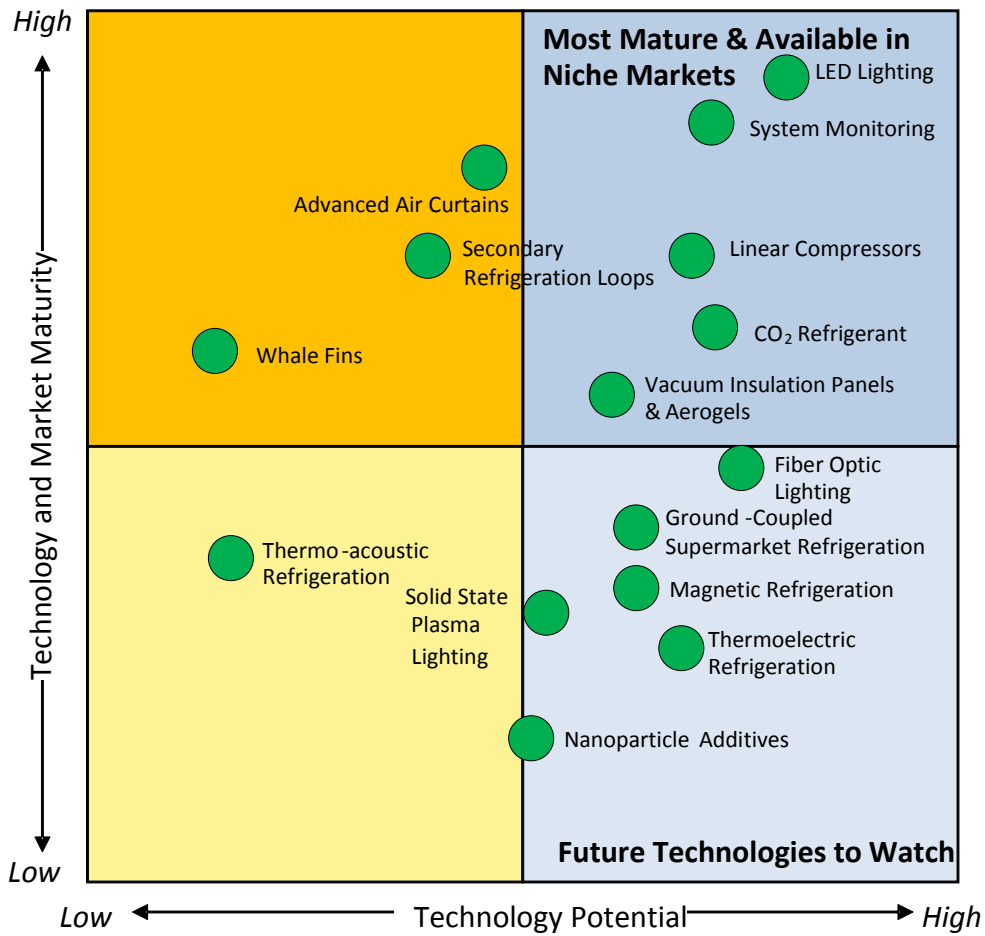 High
Most Mature & Available in
Niche Markets
LED Lighting
System Monitoring
Advanced Air Curtains
Secondary
Refrigeration Loops
Linear Compressors
CO₂ Refrigerant
Whale Fins
Vacuum Insulation Panels
& Aerogels
Technology and Market Maturity
Fiber Optic
Lighting
Ground -Coupled
Supermarket Refrigeration
Thermo -acoustic
Refrigeration
Magnetic Refrigeration
Solid State
Plasma
Lighting
Thermoelectric
Refrigeration
Nanoparticle Additives
Future Technologies to Watch
Low
Low
Technology Potential
High